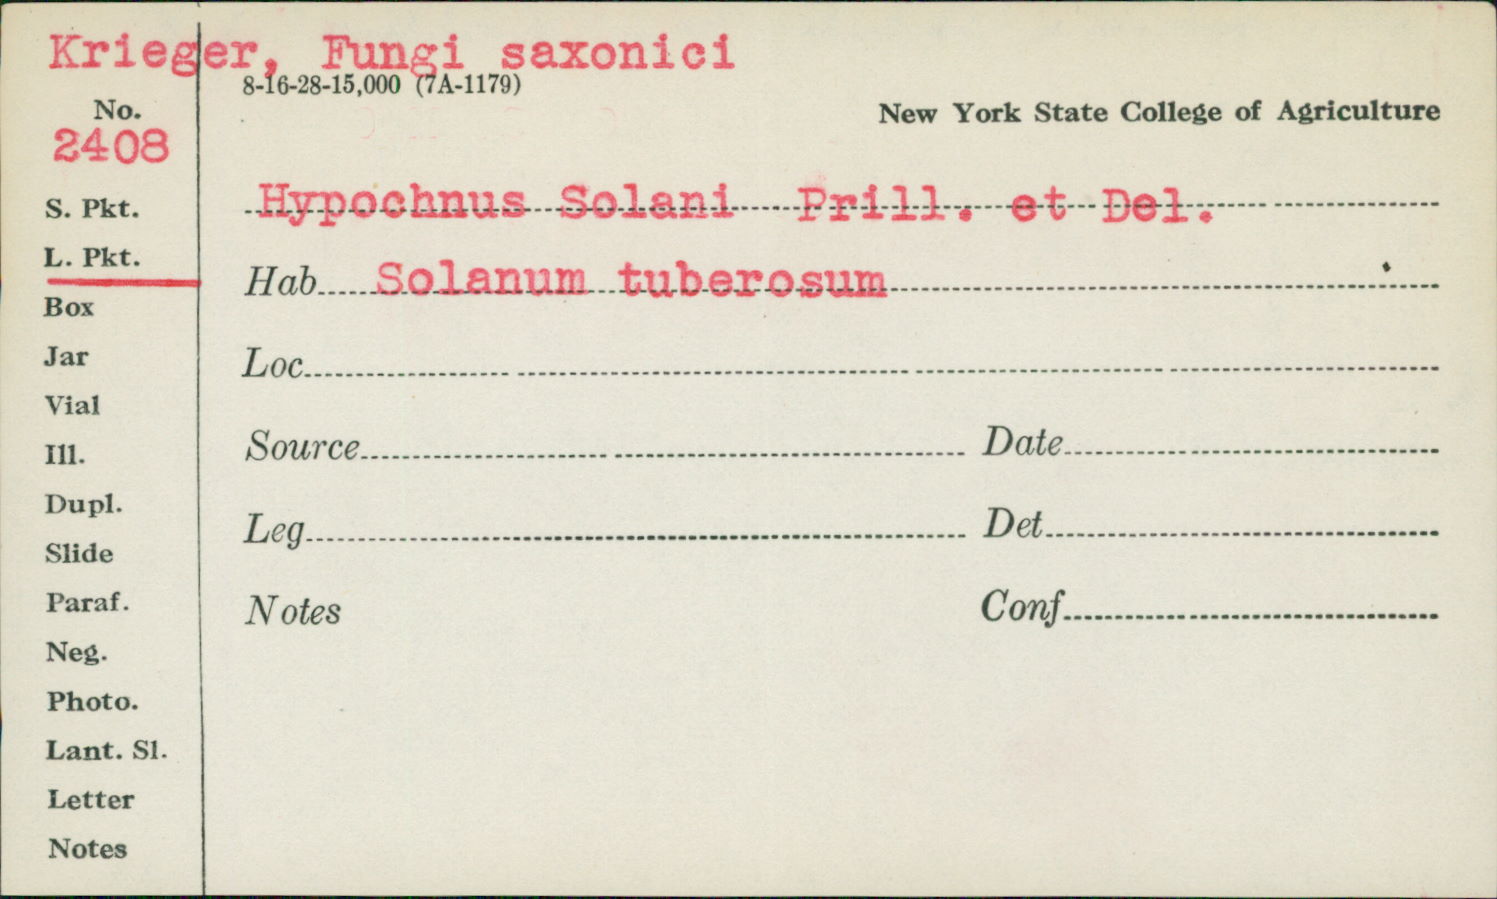 Krieger, Fungi saxonici
8-16-28-15,000 (7A-1179)
No.
2408
New York State College of Agriculture
S. Pkt.
Hypochnus Solani Prill. et Del.
L. Pkt.
Hab. Solanum tuberosum
Box
Jar
Loc.
Vial
Ill.
Source
Date
Dupl.
Slide
Leg.
Det.
Paraf.
Notes
Conf.
Neg.
Photo.
Lant. Sl.
Letter
Notes